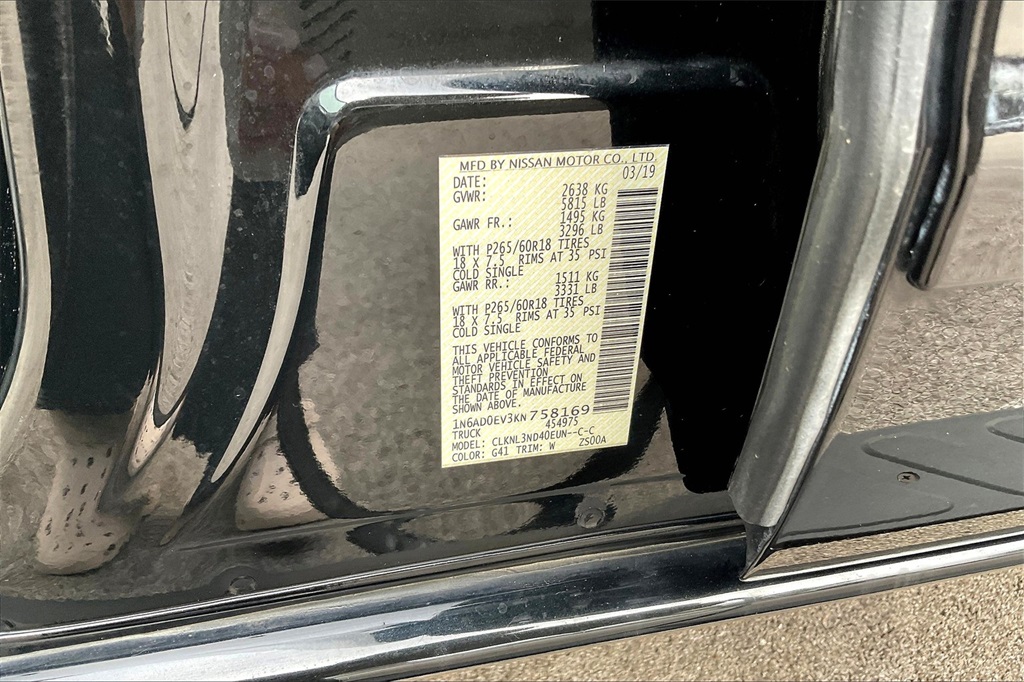 MFD BY NISSAN MOTOR CO., LTD.
DATE: 03/19
GVWR: 2638 KG
5815 LB
GAWR FR.: 1495 KG
3296 LB
WITH P265/60R18 TIRES
18 X 7.5 RIMS AT 35 PSI
COLD SINGLE
GAWR RR.: 1511 KG
3331 LB
WITH P265/60R18 TIRES
18 X 7.5 RIMS AT 35 PSI
COLD SINGLE
THIS VEHICLE CONFORMS TO
ALL APPLICABLE FEDERAL
MOTOR VEHICLE SAFETY AND
THEFT PREVENTION
STANDARDS IN EFFECT ON
THE DATE OF MANUFACTURE
SHOWN ABOVE.
1N6AD0EV3KN758169
TRUCK 454975
MODEL: CLKNL3ND40EUN--C-C
COLOR: G41 TRIM: W ZS00A